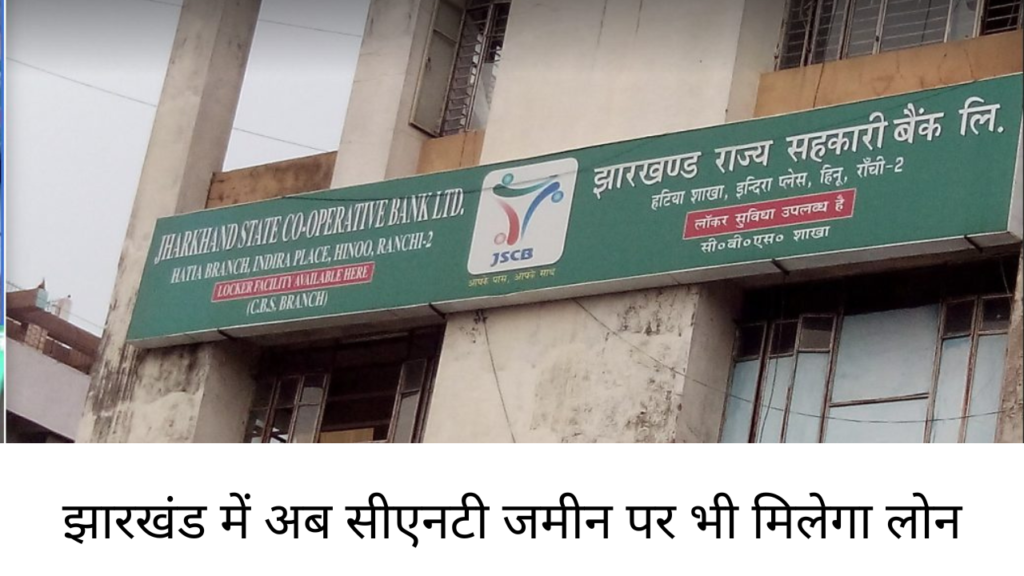 JHARKHAND STATE CO-OPERATIVE BANK LTD.
HATIA BRANCH, INDIRA PLACE, HINOO, RANCHI-2
LOCKER FACILITY AVAILABLE HERE
(C.B.S. BRANCH)
JSCB
आपके पास, आपके साथ
झारखण्ड राज्य सहकारी बैंक लि.
हटिया शाखा, इन्दिरा प्लेस, हिनू, राँची-2
लॉकर सुविधा उपलब्ध है
सी०बी०एस० शाखा
झारखंड में अब सीएनटी जमीन पर भी मिलेगा लोन